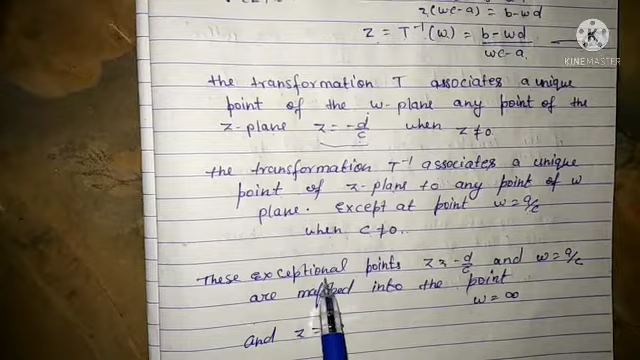 z(wc-a) = b-wd
z = T⁻¹(w) = b-wd / wc-a
KINEMASTER
the transformation T associates a unique
point of the w-plane any point of the
z-plane z = -d/c when z ≠ 0
the transformation T⁻¹ associates a unique
point of z-plane to any point of w
plane. Except at point w = a/c
when c ≠ 0..
These exceptional points z = -d/c and w = a/c
are mapped into the point
w = ∞
and z =